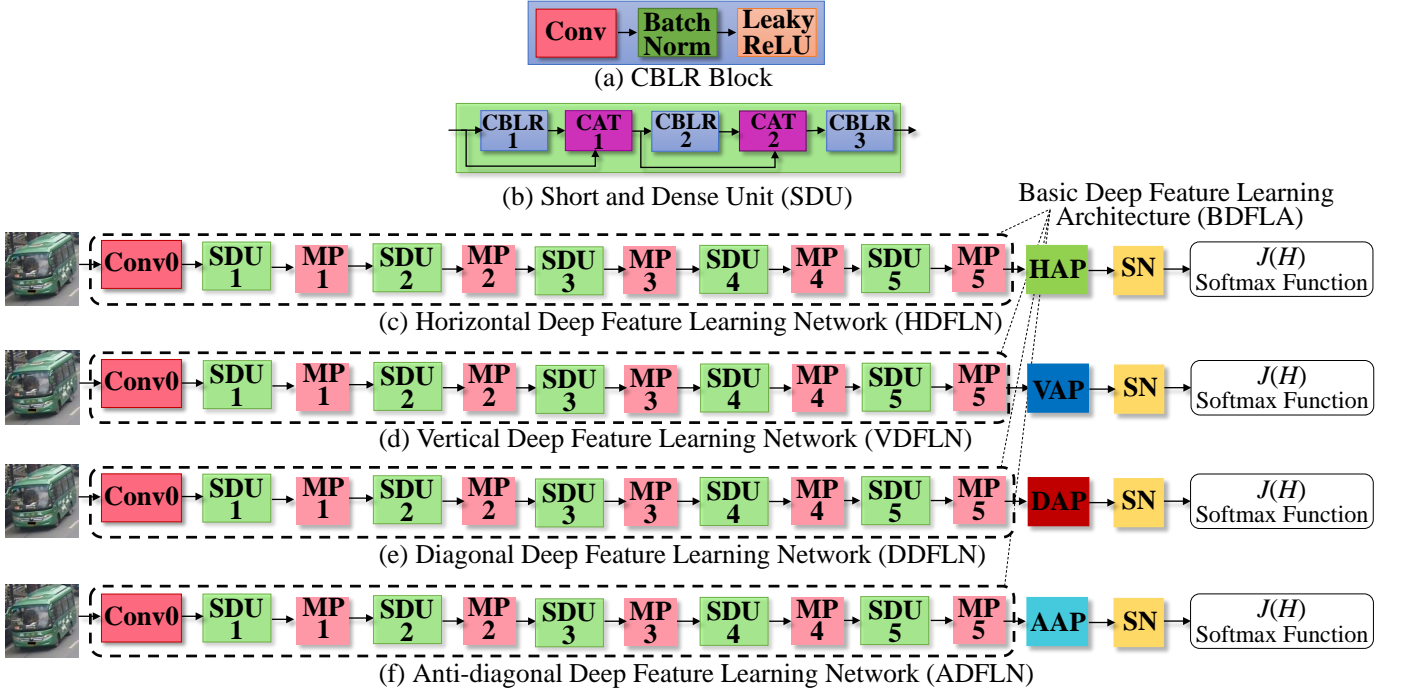 Conv
Batch Norm
Leaky ReLU
(a) CBLR Block
CBLR 1
CAT 1
CBLR 2
CAT 2
CBLR 3
(b) Short and Dense Unit (SDU)
Basic Deep Feature Learning
Architecture (BDFLA)
Conv0 SDU 1 MP 1 SDU 2 MP 2 SDU 3 MP 3 SDU 4 MP 4 SDU 5 MP 5 HAP SN J(H) Softmax Function
(c) Horizontal Deep Feature Learning Network (HDFLN)
Conv0 SDU 1 MP 1 SDU 2 MP 2 SDU 3 MP 3 SDU 4 MP 4 SDU 5 MP 5 VAP SN J(H) Softmax Function
(d) Vertical Deep Feature Learning Network (VDFLN)
Conv0 SDU 1 MP 1 SDU 2 MP 2 SDU 3 MP 3 SDU 4 MP 4 SDU 5 MP 5 DAP SN J(H) Softmax Function
(e) Diagonal Deep Feature Learning Network (DDFLN)
Conv0 SDU 1 MP 1 SDU 2 MP 2 SDU 3 MP 3 SDU 4 MP 4 SDU 5 MP 5 AAP SN J(H) Softmax Function
(f) Anti-diagonal Deep Feature Learning Network (ADFLN)